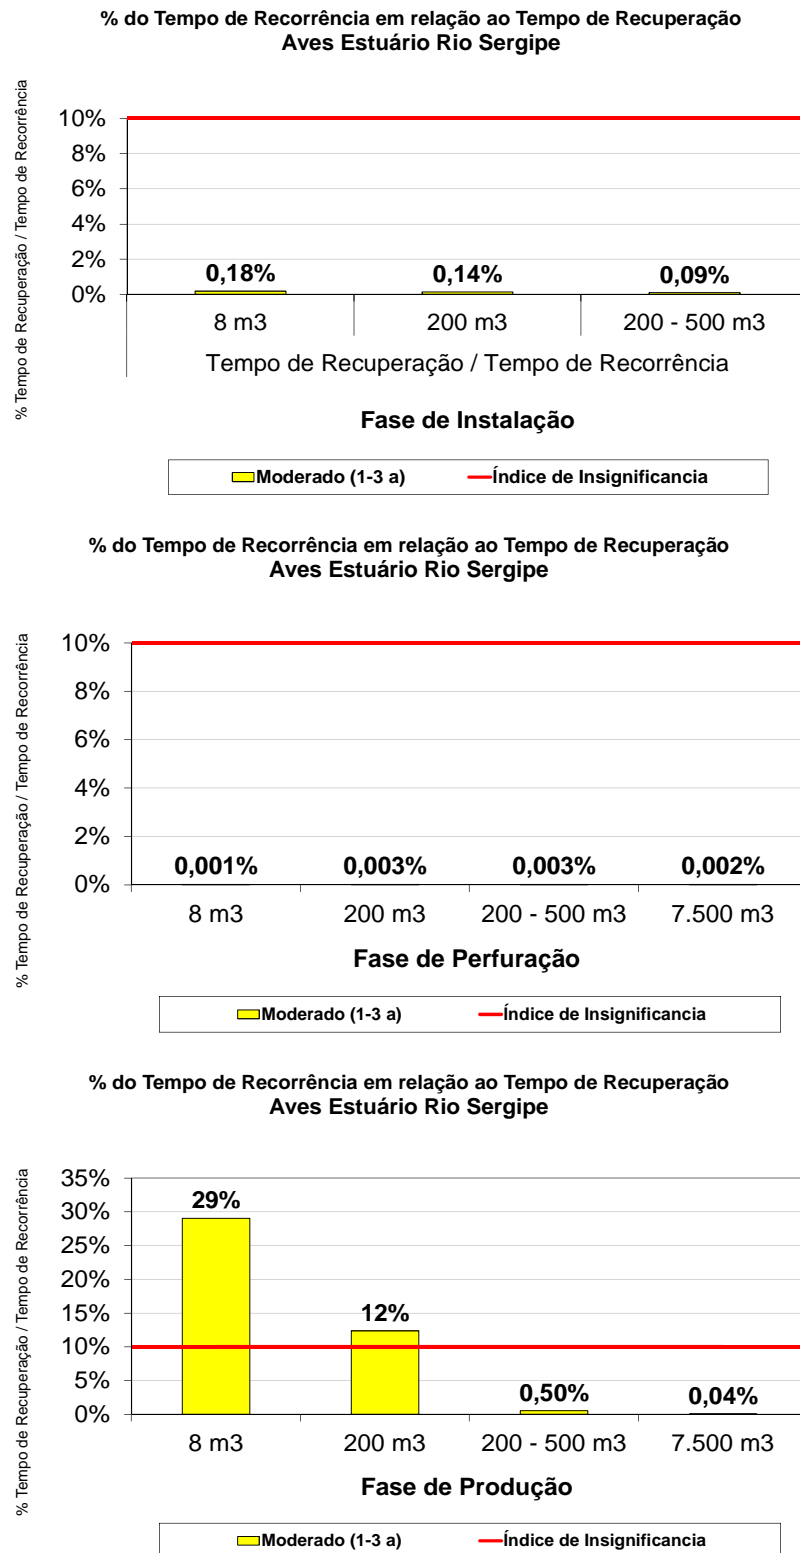 % do Tempo de Recorrência em relação ao Tempo de Recuperação
Aves Estuário Rio Sergipe
% Tempo de Recuperação / Tempo de Recorrência
10%
8%
6%
4%
2%
0%
0,18%
0,14%
0,09%
8 m3
200 m3
200 - 500 m3
Tempo de Recuperação / Tempo de Recorrência
Fase de Instalação
Moderado (1-3 a)
Índice de Insignificancia
% do Tempo de Recorrência em relação ao Tempo de Recuperação
Aves Estuário Rio Sergipe
% Tempo de Recuperação / Tempo de Recorrência
10%
8%
6%
4%
2%
0%
0,001%
0,003%
0,003%
0,002%
8 m3
200 m3
200 - 500 m3
7.500 m3
Fase de Perfuração
Moderado (1-3 a)
Índice de Insignificancia
% do Tempo de Recorrência em relação ao Tempo de Recuperação
Aves Estuário Rio Sergipe
% Tempo de Recuperação / Tempo de Recorrência
35%
30%
25%
20%
15%
10%
5%
0%
29%
12%
0,50%
0,04%
8 m3
200 m3
200 - 500 m3
7.500 m3
Fase de Produção
Moderado (1-3 a)
Índice de Insignificancia